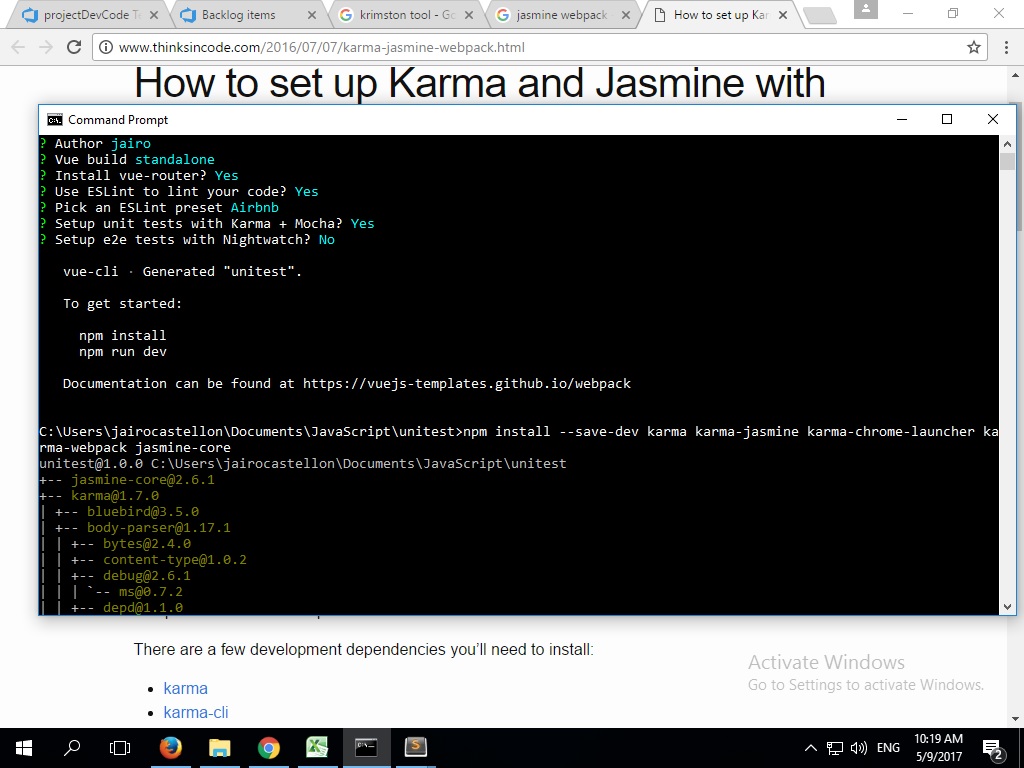 projectDevCode T
Backlog items
krimston tool - Go
jasmine webpack
How to set up Kar
www.thinksincode.com/2016/07/07/karma-jasmine-webpack.html
How to set up Karma and Jasmine with
Command Prompt
? Author jairo
? Vue build standalone
? Install vue-router? Yes
? Use ESLint to lint your code? Yes
? Pick an ESLint preset Airbnb
? Setup unit tests with Karma + Mocha? Yes
? Setup e2e tests with Nightwatch? No
vue-cli · Generated "unitest".
To get started:
npm install
npm run dev
Documentation can be found at https://vuejs-templates.github.io/webpack
C:\Users\jairocastellon\Documents\JavaScript\unitest>npm install --save-dev karma karma-jasmine karma-chrome-launcher ka
rma-webpack jasmine-core
unitest@1.0.0 C:\Users\jairocastellon\Documents\JavaScript\unitest
+-- jasmine-core@2.6.1
+-- karma@1.7.0
| +-- bluebird@3.5.0
| +-- body-parser@1.17.1
| | +-- bytes@2.4.0
| | +-- content-type@1.0.2
| | +-- debug@2.6.1
| | | `-- ms@0.7.2
| | +-- depd@1.1.0
There are a few development dependencies you'll need to install:
• karma
• karma-cli
Activate Windows
Go to Settings to activate Windows.
ENG
10:19 AM
5/9/2017
2